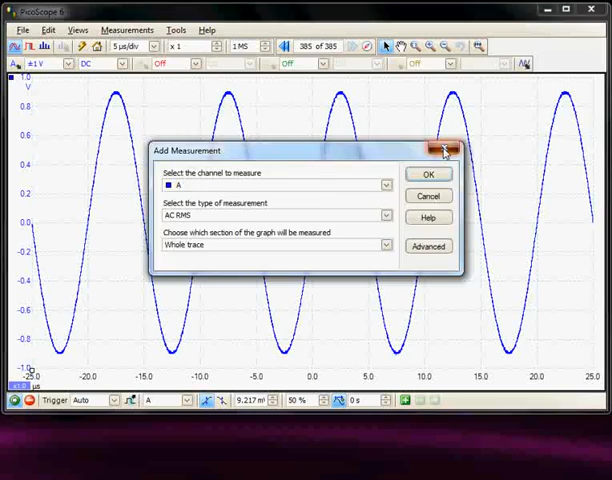 PicoScope 6
File Edit Views Measurements Tools Help
5 µs/div x 1 1 MS 385 of 385
A ±1 V DC Off Off Off
1.0
V
0.8
0.6
0.4
0.2
0.0
-0.2
-0.4
-0.6
-0.8
-1.0
-25.0 -20.0 -15.0 -10.0 -5.0 0.0 5.0 10.0 15.0 20.0 25.0
x1.0 µs
Add Measurement
Select the channel to measure
A
OK
Select the type of measurement
Cancel
AC RMS
Help
Choose which section of the graph will be measured
Whole trace
Advanced
Trigger Auto A 9.217 m 50 % 0 s